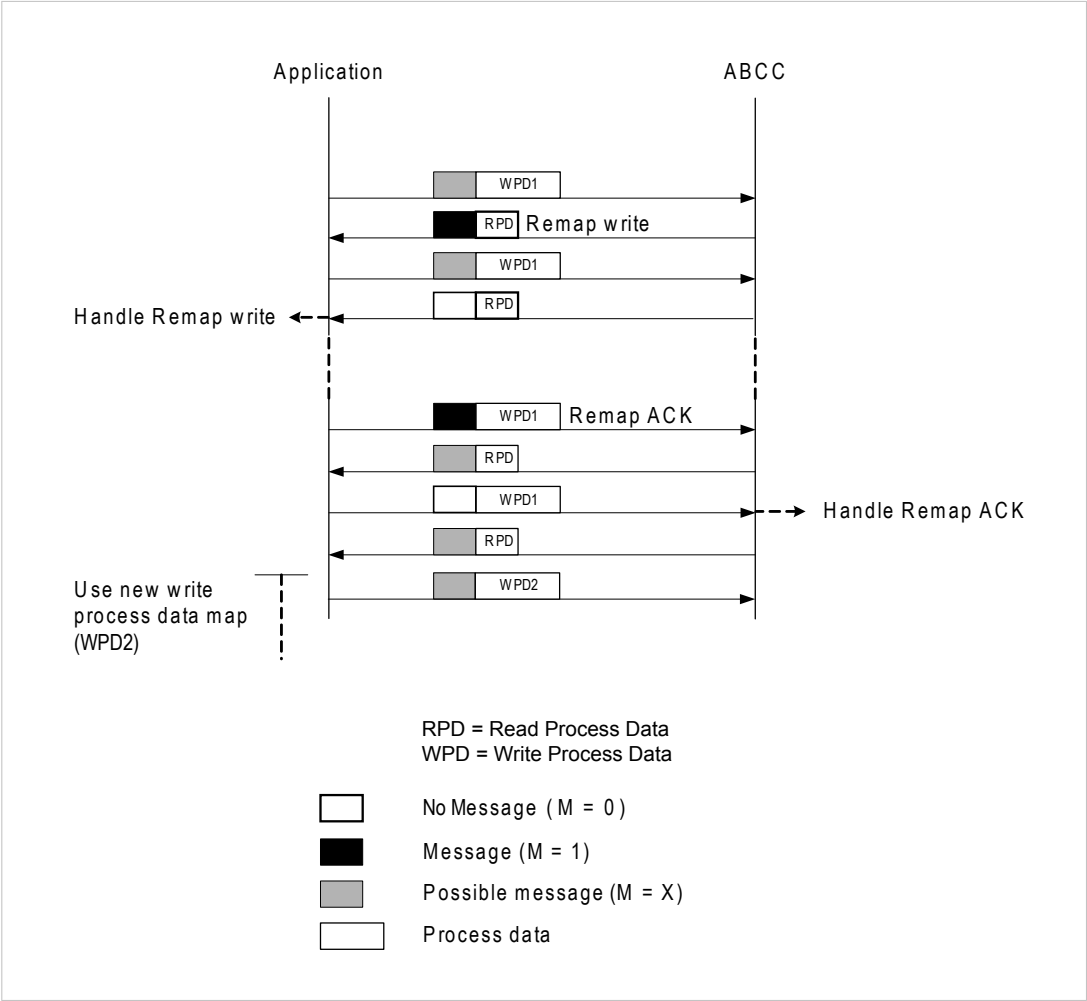 Application
ABCC
WPD1
RPD Remap write
WPD1
RPD
Handle Remap write
WPD1 Remap ACK
RPD
WPD1
Handle Remap ACK
RPD
WPD2
Use new write
process data map
(WPD2)
RPD = Read Process Data
WPD = Write Process Data
No Message (M = 0)
Message (M = 1)
Possible message (M = X)
Process data